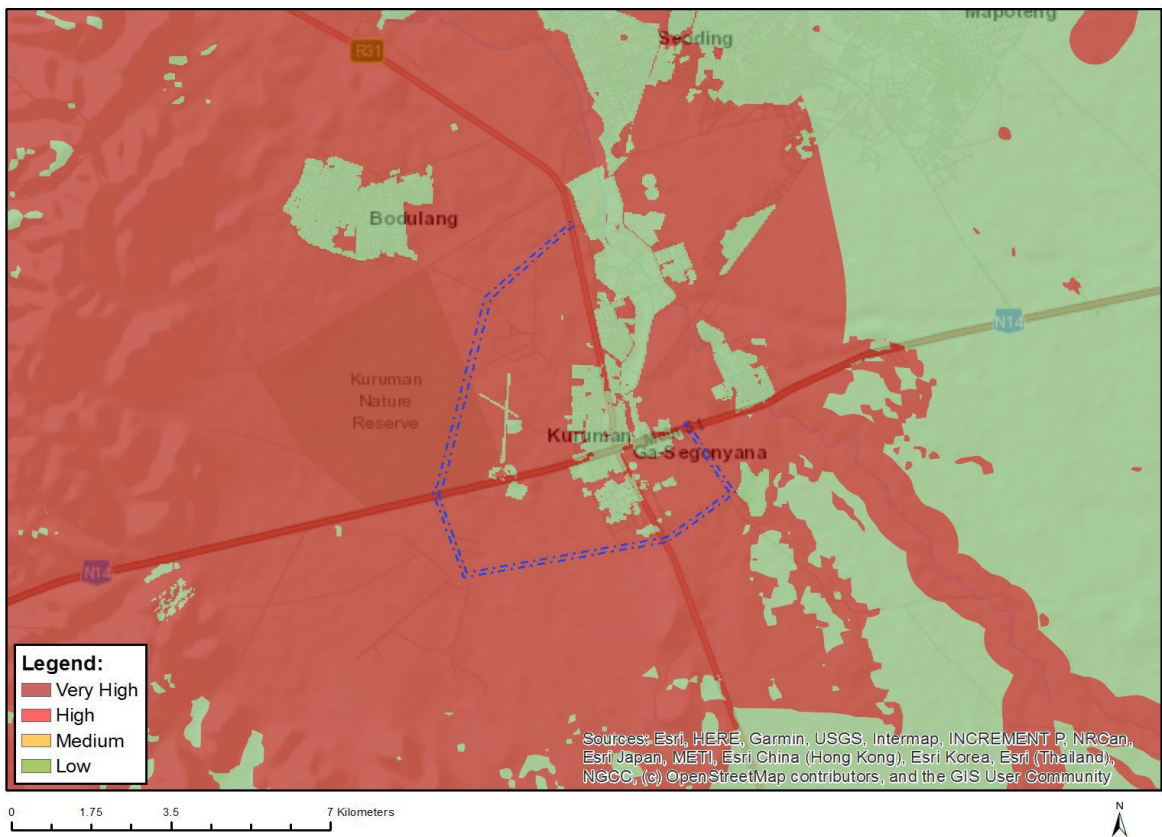 Mapoteng
Seoding
R31
Bodulang
N14
Kuruman
Nature
Reserve
Kuruman
Ga-Segonyana
N14
Legend:
Very High
High
Medium
Low
Sources: Esri, HERE, Garmin, USGS, Intermap, INCREMENT P, NRCan,
Esri Japan, METI, Esri China (Hong Kong), Esri Korea, Esri (Thailand),
NGCC, (c) OpenStreetMap contributors, and the GIS User Community
0 1.75 3.5 7 Kilometers
N